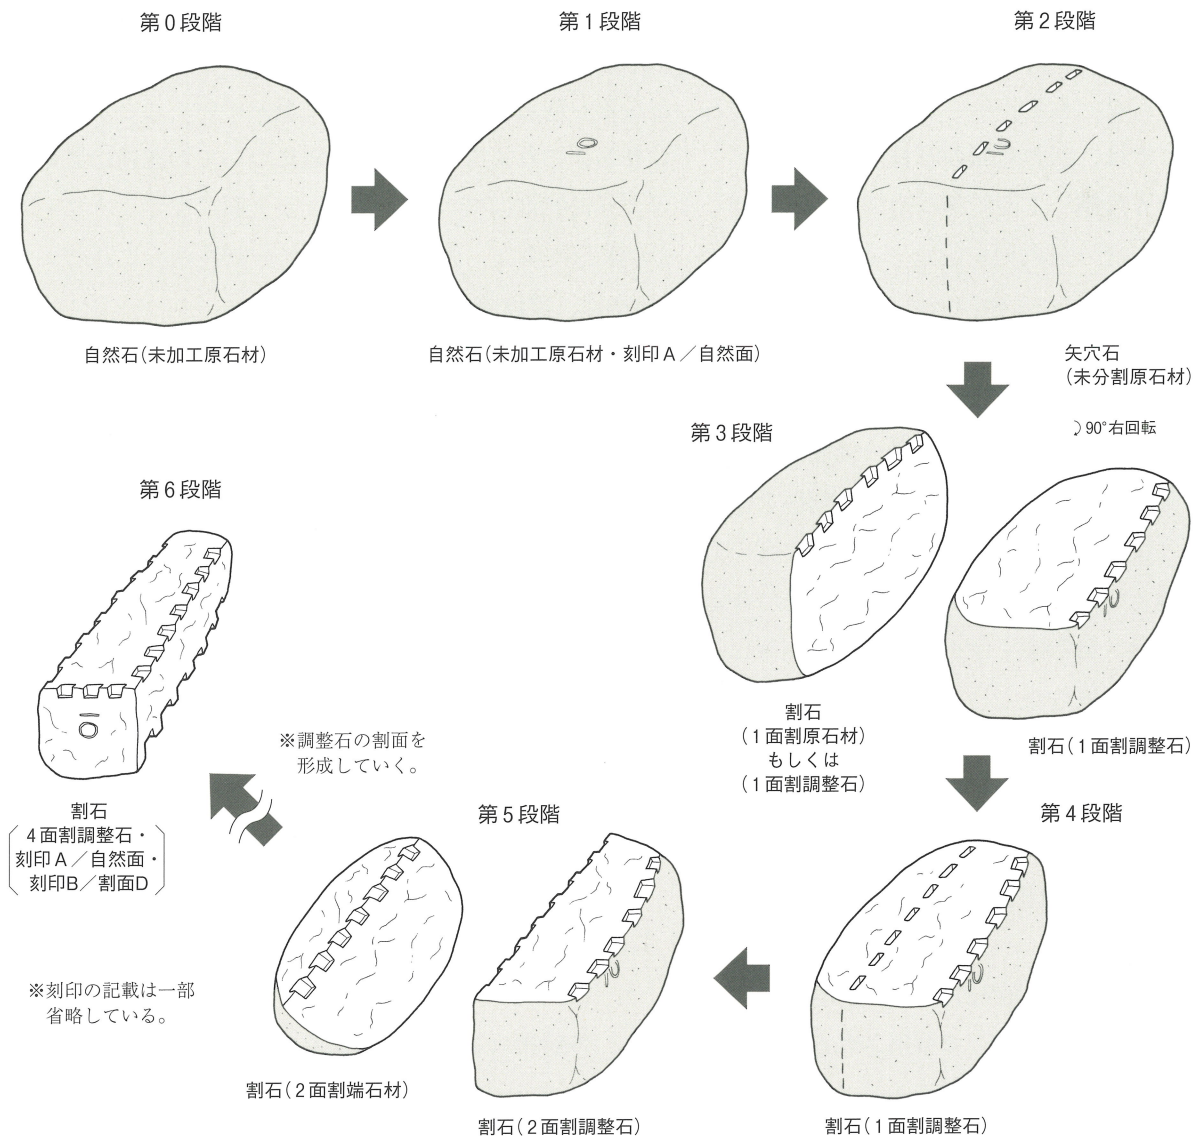 第0段階
第1段階
第2段階
自然石(未加工原石材)
自然石(未加工原石材・刻印A／自然面)
矢穴石
(未分割原石材)
90°右回転
第3段階
割石
(1面割原石材)
もしくは
(1面割調整石)
割石(1面割調整石)
第4段階
割石(1面割調整石)
第5段階
割石(2面割端石材)
割石(2面割調整石)
※調整石の割面を
形成していく。
第6段階
割石
(4面割調整石・
刻印A／自然面・
刻印B／割面D)
※刻印の記載は一部
省略している。